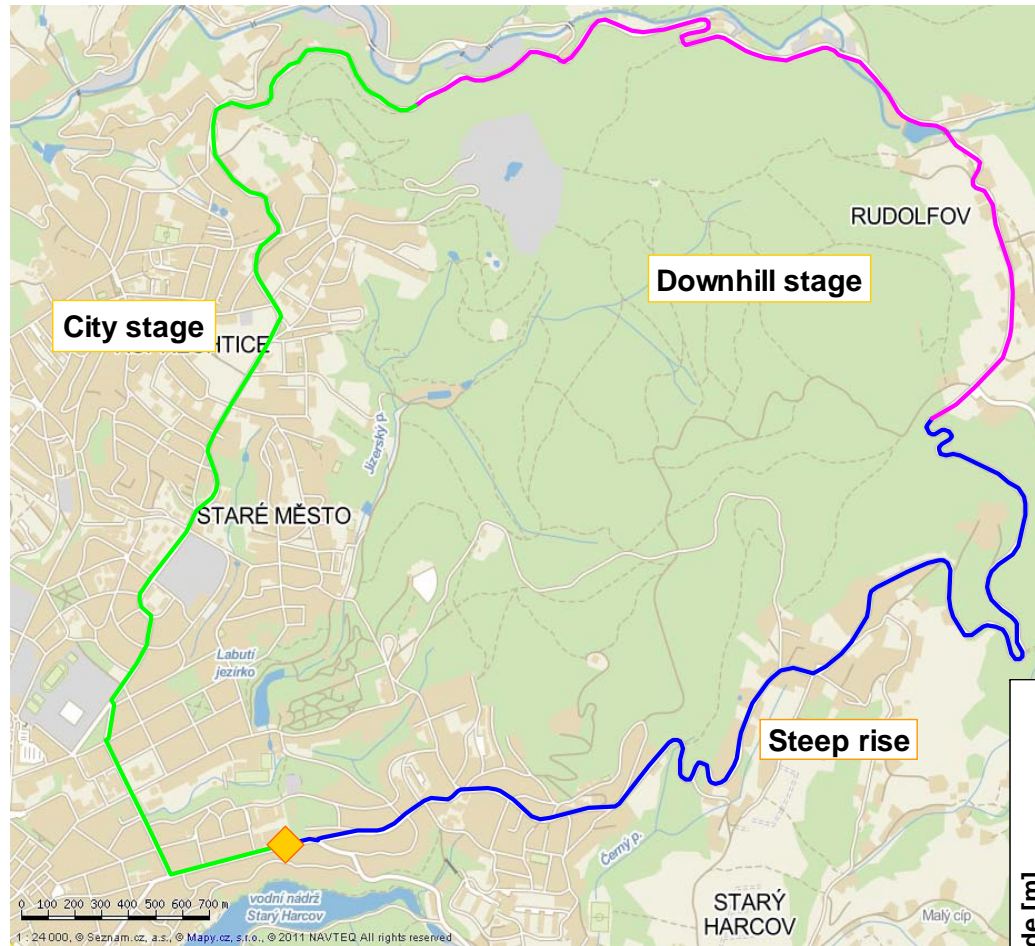 RUDOLFOV
Downhill stage
City stage
Jizerský p.
STARÉ MĚSTO
Labutí
jezírko
Steep rise
Černý p.
vodní nádrž
Starý Harcov
STARÝ
HARCOV
Malý cíp
0 100 200 300 400 500 600 700 m
1 : 24 000, © Seznam.cz, a.s., © Mapy.cz, s.r.o., © 2011 NAVTEQ All rights reserved
[m]